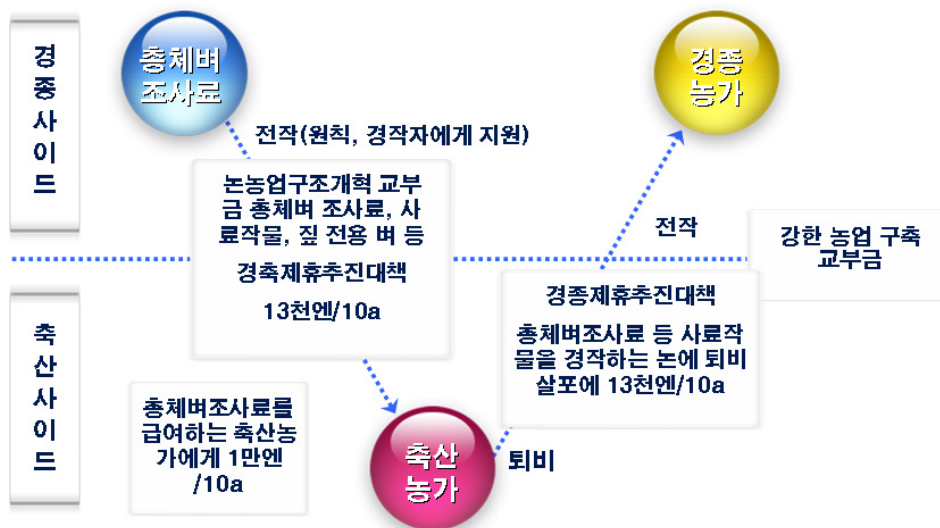 경종사이드
총체벼
조사료
경종
농가
전작(원칙, 경작자에게 지원)
논농업구조개혁 교부
금 총체벼 조사료, 사
료작물, 짚 전용 벼 등
경축제휴추진대책
13천엔/10a
전작
강한 농업 구축
교부금
축산사이드
경종제휴추진대책
총체벼조사료 등 사료작
물을 경작하는 논에 퇴비
살포에 13천엔/10a
총체벼조사료를
급여하는 축산농
가에게 1만엔
/10a
축산
농가
퇴비